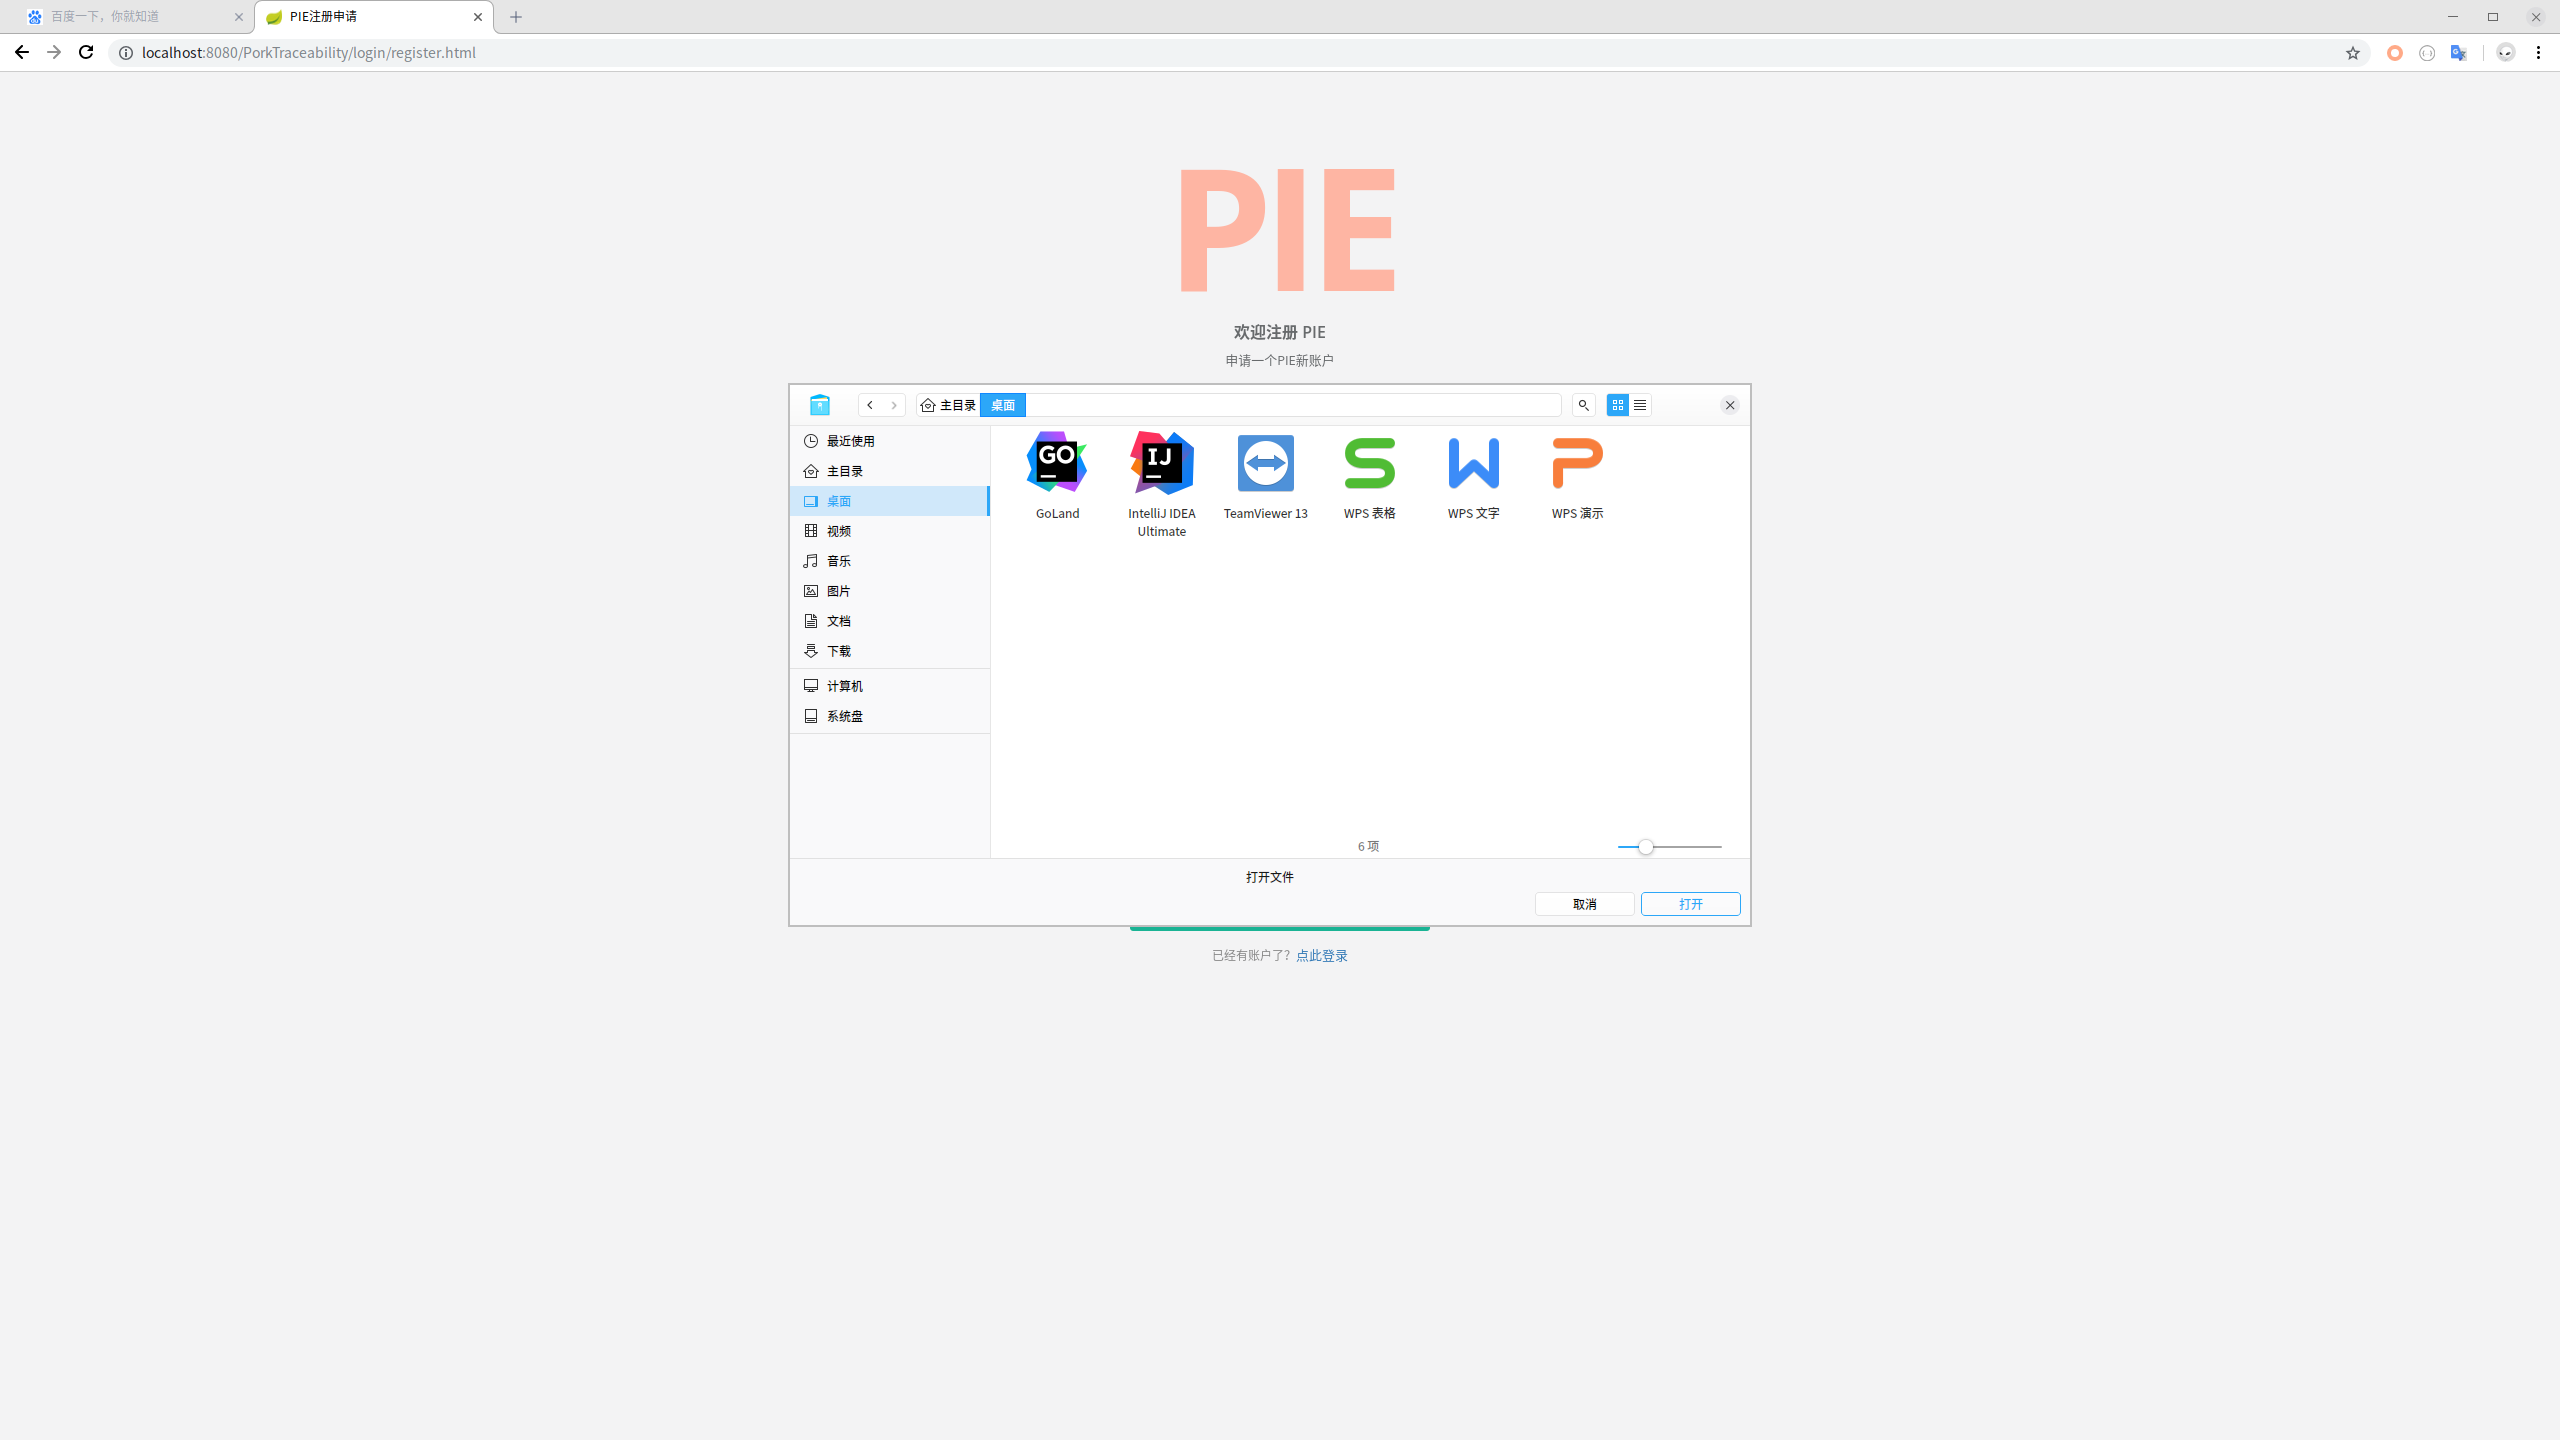 百度一下，你就知道
PIE注册申请
localhost:8080/PorkTraceability/login/register.html
PIE
欢迎注册 PIE
申请一个PIE新账户
主目录
桌面
最近使用
主目录
桌面
视频
音乐
图片
文档
下载
计算机
系统盘
GO
IJ
GoLand
IntelliJ IDEA
Ultimate
TeamViewer 13
WPS 表格
WPS 文字
WPS 演示
6 项
打开文件
取消
打开
已经有账户了？点此登录